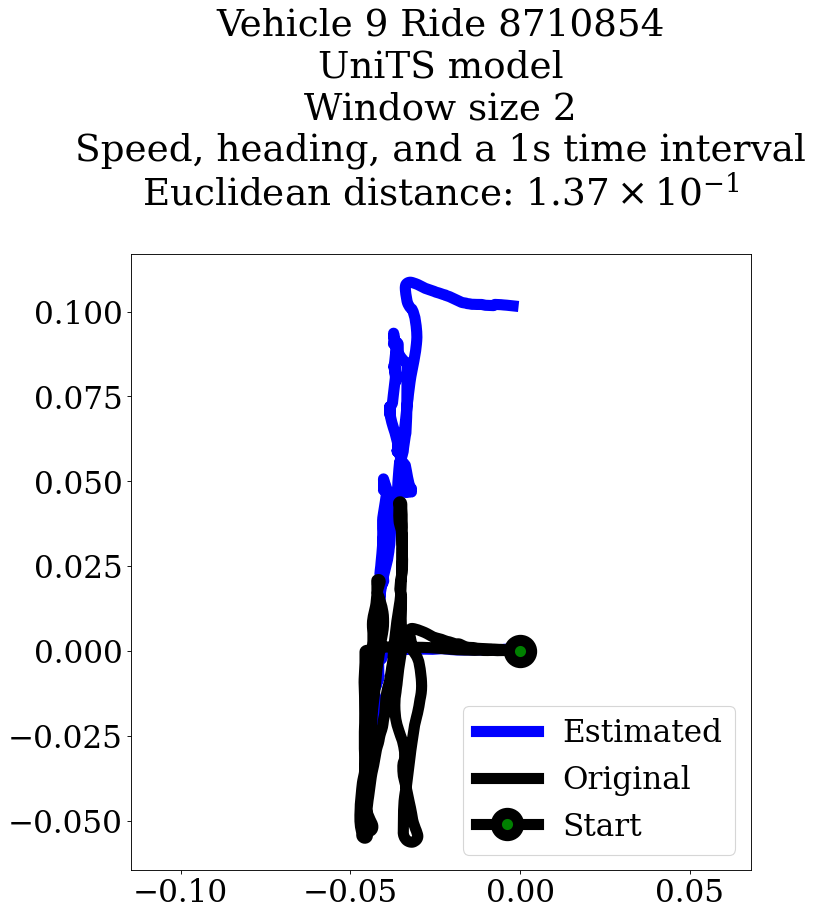 Vehicle 9 Ride 8710854
UniTS model
Window size 2
Speed, heading, and a 1s time interval
Euclidean distance: 1.37 × 10⁻¹
0.100
0.075
0.050
0.025
0.000
−0.025
−0.050
Estimated
Original
Start
−0.10
−0.05
0.00
0.05